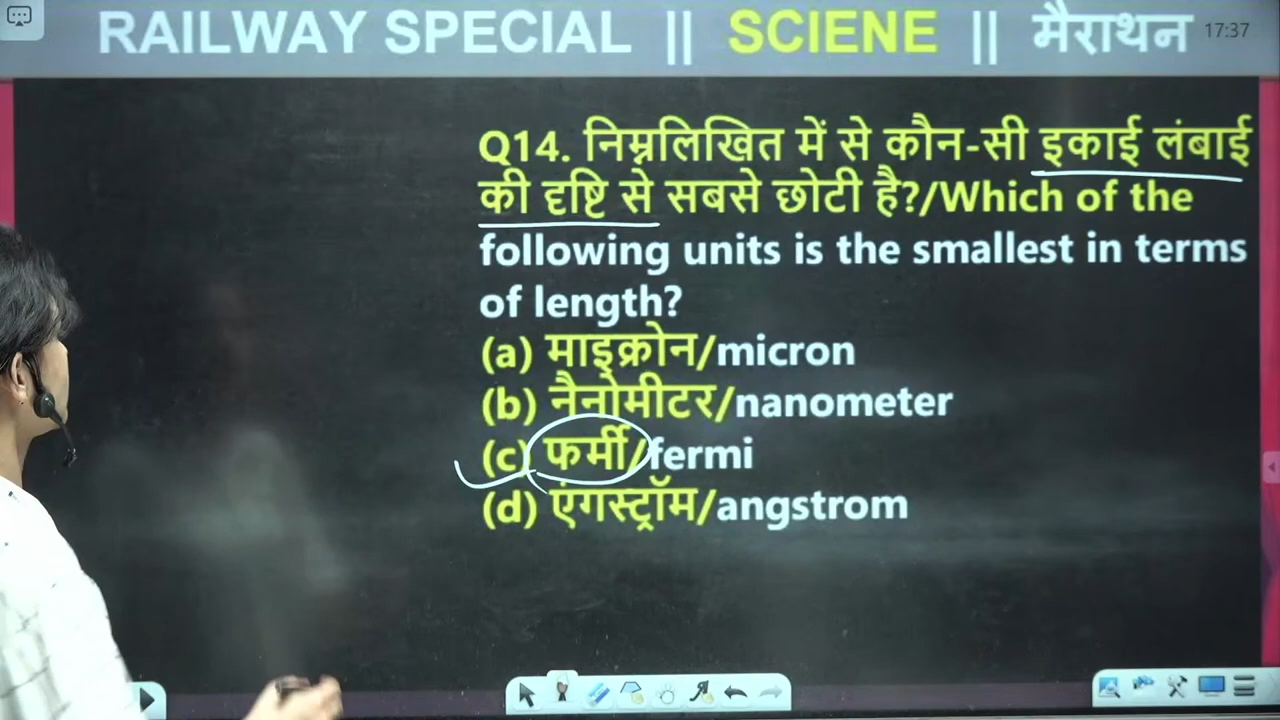 RAILWAY SPECIAL || SCIENE || मैराथन 17:37
Q14. निम्नलिखित में से कौन-सी इकाई लंबाई
की दृष्टि से सबसे छोटी है?/Which of the
following units is the smallest in terms
of length?
(a) माइक्रोन/micron
(b) नैनोमीटर/nanometer
(c) फर्मी/fermi
(d) एंगस्ट्रॉम/angstrom